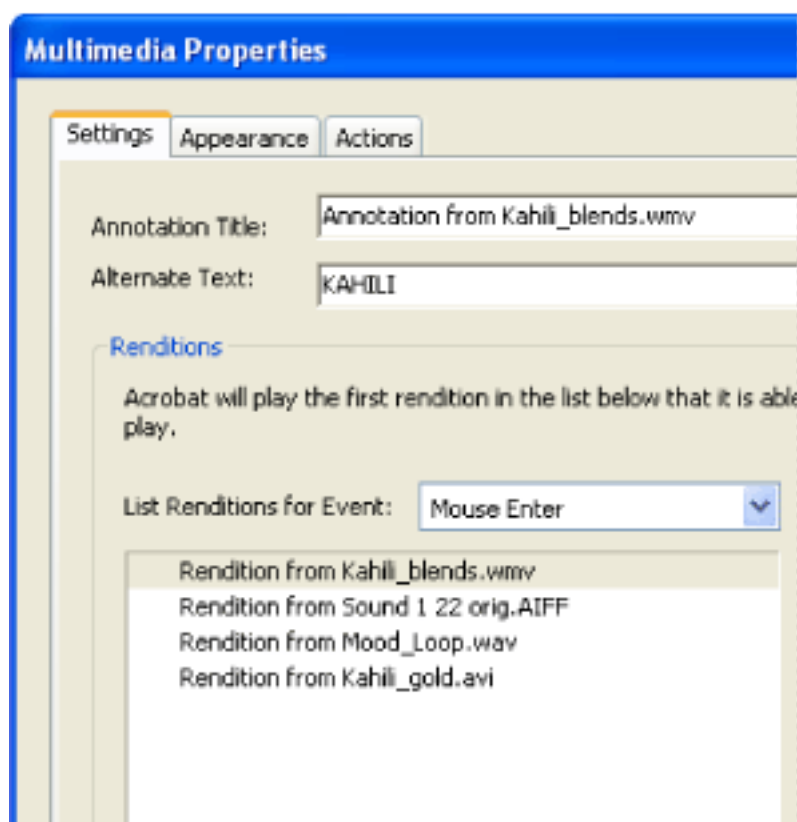 Multimedia Properties
Settings Appearance Actions
Annotation Title: Annotation from Kahili_blends.wmv
Alternate Text: KAHILI
Renditions
Acrobat will play the first rendition in the list below that it is able
play.
List Renditions for Event: Mouse Enter
Rendition from Kahili_blends.wmv
Rendition from Sound 1 22 orig.AIFF
Rendition from Mood_Loop.wav
Rendition from Kahili_gold.avi